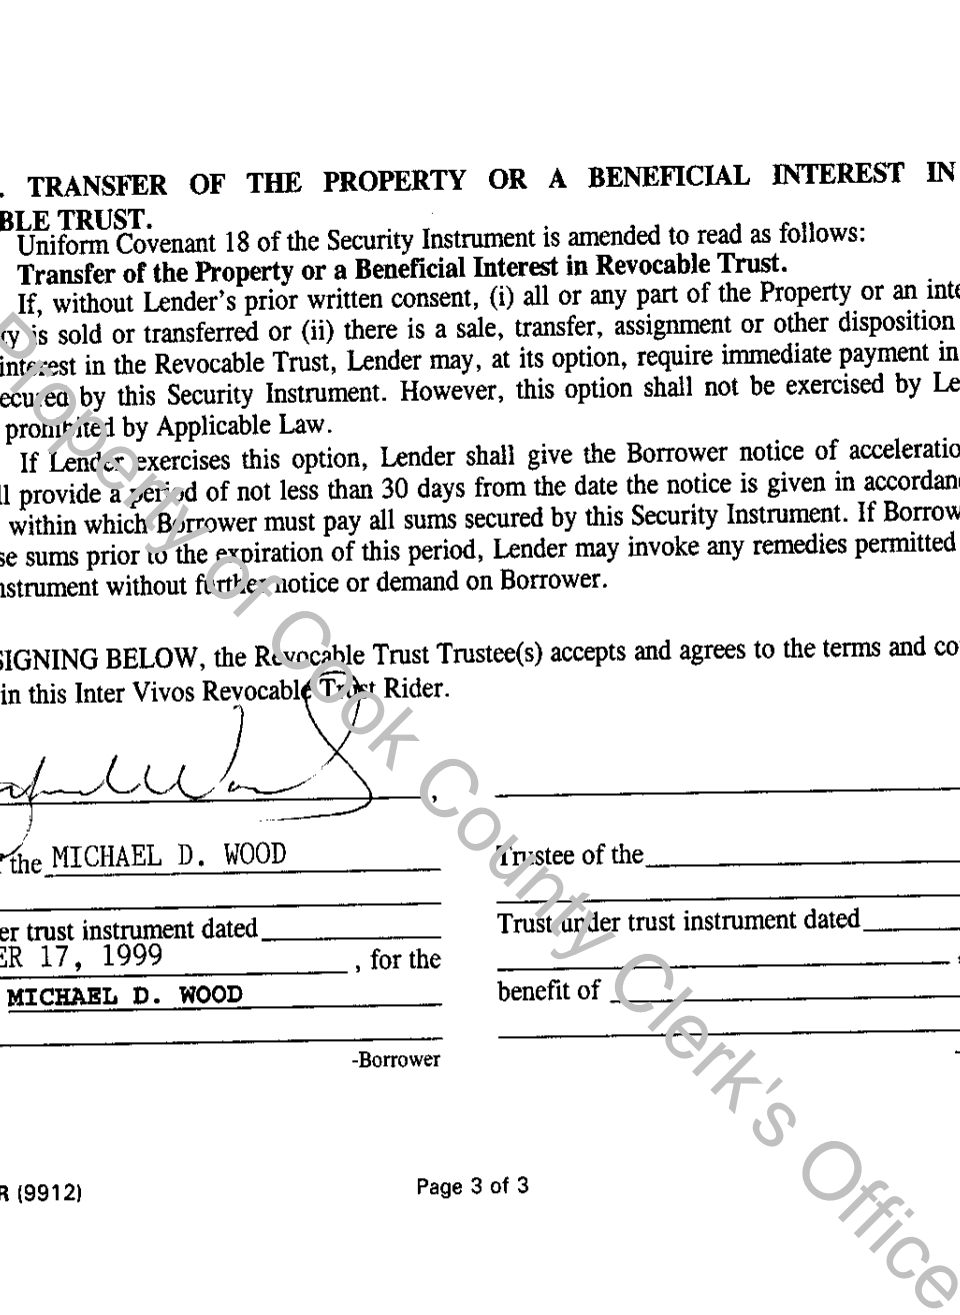 . TRANSFER OF THE PROPERTY OR A BENEFICIAL INTEREST IN
BLE TRUST.
Uniform Covenant 18 of the Security Instrument is amended to read as follows:
Transfer of the Property or a Beneficial Interest in Revocable Trust.
If, without Lender's prior written consent, (i) all or any part of the Property or an inte
ry is sold or transferred or (ii) there is a sale, transfer, assignment or other disposition
interest in the Revocable Trust, Lender may, at its option, require immediate payment in
ecured by this Security Instrument. However, this option shall not be exercised by Le
prohibited by Applicable Law.
If Lender exercises this option, Lender shall give the Borrower notice of acceleratio
ll provide a period of not less than 30 days from the date the notice is given in accordan
within which Borrower must pay all sums secured by this Security Instrument. If Borrow
se sums prior to the expiration of this period, Lender may invoke any remedies permitted
nstrument without further notice or demand on Borrower.
SIGNING BELOW, the Revocable Trust Trustee(s) accepts and agrees to the terms and co
in this Inter Vivos Revocable Trust Rider.
,
the MICHAEL D. WOOD
Trustee of the
er trust instrument dated
Trust under trust instrument dated
ER 17, 1999 , for the
MICHAEL D. WOOD
benefit of
-Borrower
R (9912)
Page 3 of 3
Property of Cook County Clerk's Office